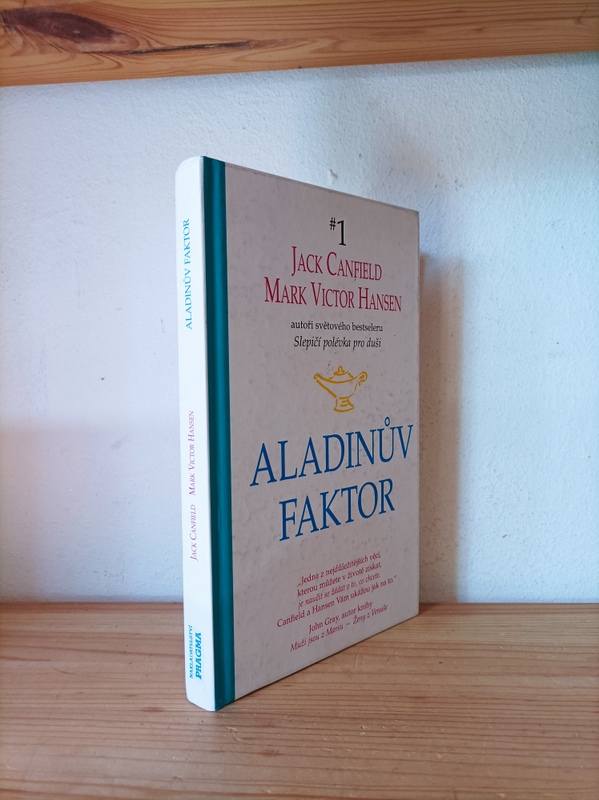 ALADINŮV FAKTOR
JACK CANFIELD MARK VICTOR HANSEN
NAKLADATELSTVÍ
PRAGMA
#1
JACK CANFIELD
MARK VICTOR HANSEN
autoři světového bestseleru
Slepičí polévka pro duši
ALADINŮV
FAKTOR
„Jedna z nejdůležitějších věcí,
kterou můžete v životě získat,
je naučit se žádat o to, co chcete.
Canfield a Hansen Vám ukážou jak na to.“
John Gray, autor knihy
Muži jsou z Marsu – Ženy z Venuše